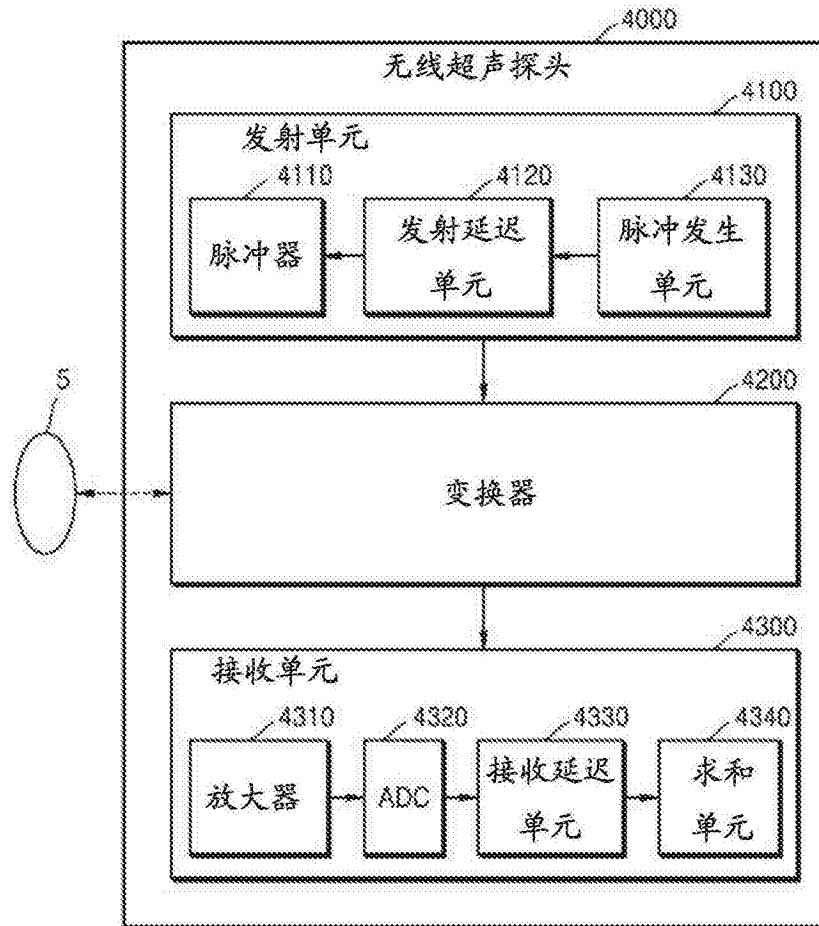 4000
无线超声探头
4100
发射单元
4110
4120
4130
脉冲器
发射延迟
单元
脉冲发生
单元
5
4200
变换器
4300
接收单元
4310
4320
4330
4340
放大器
ADC
接收延迟
单元
求和
单元